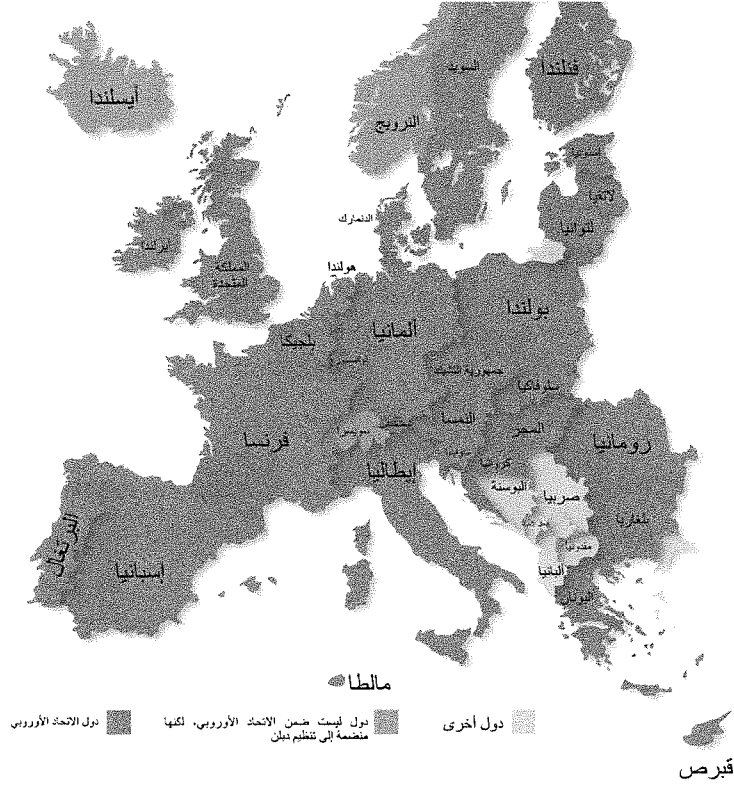 أيسلندا
السويد
فنلندا
النرويج
إستونيا
لاتفيا
لتوانيا
الدنمارك
إيرلندا
المملكة
المتحدة
هولندا
بولندا
ألمانيا
بلجيكا
جمهورية التشيك
سلوفاكيا
النمسا
المجر
سويسرا
فرنسا
رومانيا
كرواتيا
إيطاليا
البوسنة
صربيا
بلغاريا
البرتغال
مقدونيا
إسبانيا
ألبانيا
اليونان
مالطا
دول أخرى
دول ليست ضمن الاتحاد الأوروبي، لكنها
منضمة إلى تنظيم دبلن
دول الاتحاد الأوروبي
قبرص